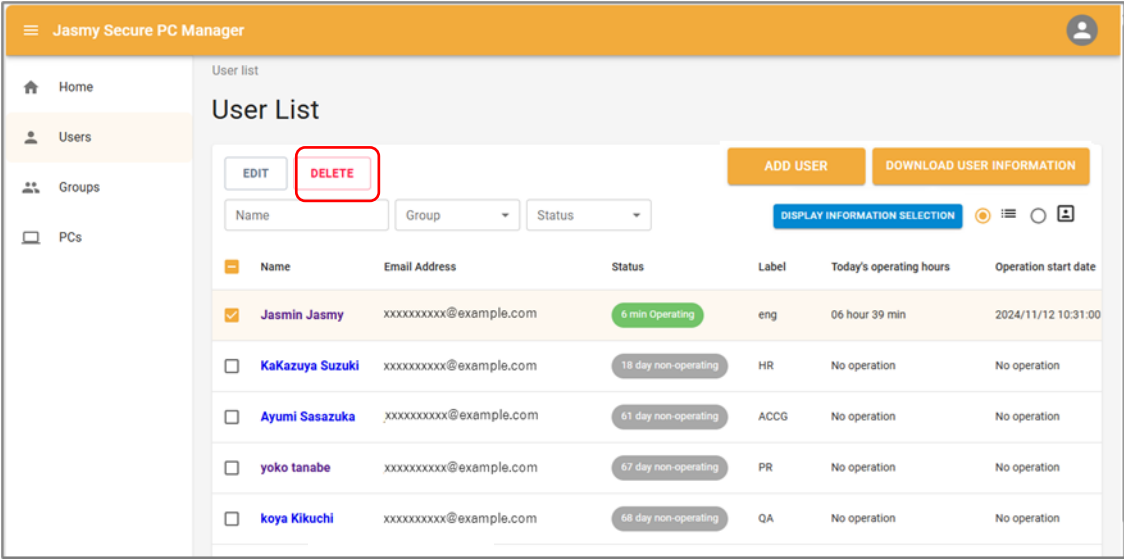 Jasmy Secure PC Manager
Home
Users
Groups
PCs
User list
User List
EDIT DELETE ADD USER DOWNLOAD USER INFORMATION
Name Group Status DISPLAY INFORMATION SELECTION
Name Email Address Status Label Today's operating hours Operation start date
Jasmin Jasmy xxxxxxxxxx@example.com 6 min Operating eng 06 hour 39 min 2024/11/12 10:31:00
KaKazuya Suzuki xxxxxxxxxx@example.com 18 day non-operating HR No operation No operation
Ayumi Sasazuka xxxxxxxxxx@example.com 61 day non-operating ACCG No operation No operation
yoko tanabe xxxxxxxxxx@example.com 67 day non-operating PR No operation No operation
koya Kikuchi xxxxxxxxxx@example.com 68 day non-operating QA No operation No operation